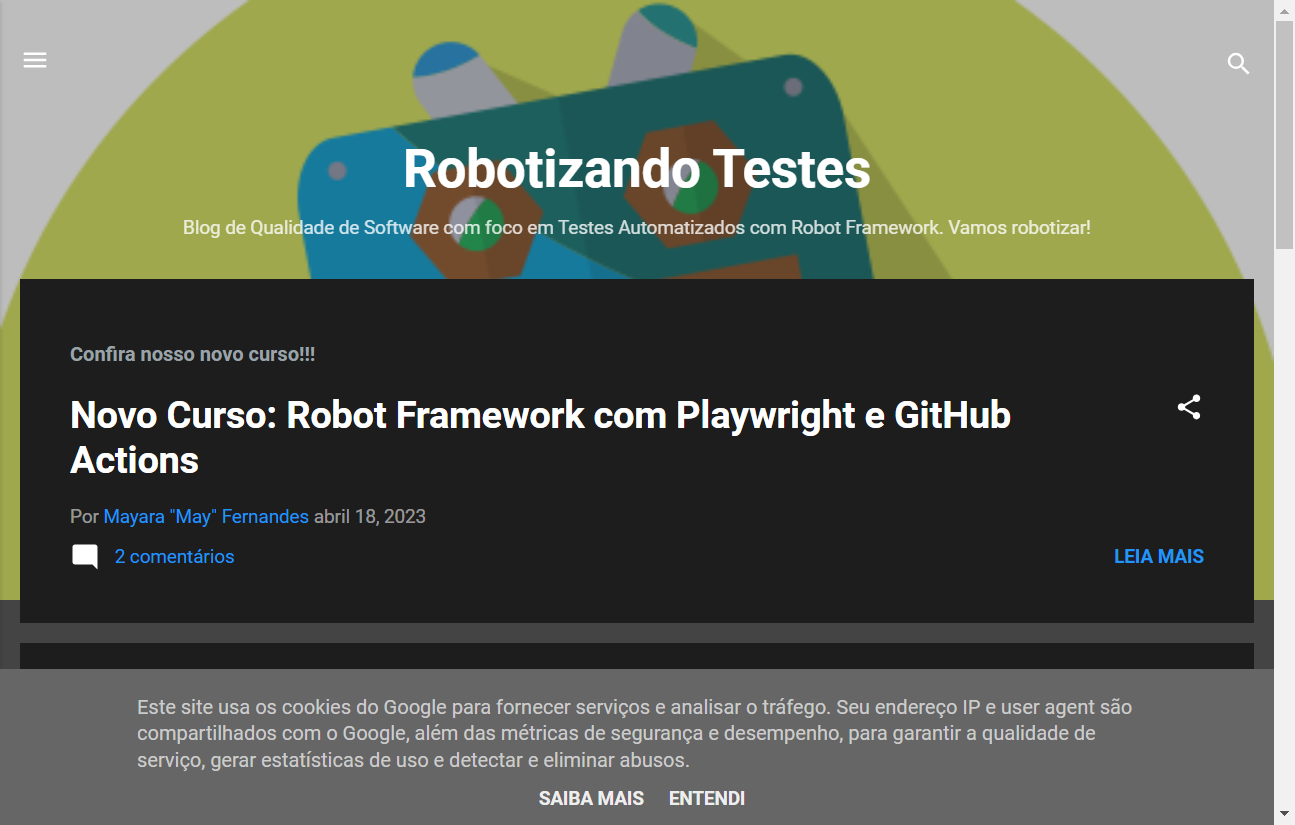 Robotizando Testes
Blog de Qualidade de Software com foco em Testes Automatizados com Robot Framework. Vamos robotizar!
Confira nosso novo curso!!!
Novo Curso: Robot Framework com Playwright e GitHub
Actions
Por Mayara "May" Fernandes abril 18, 2023
2 comentários
LEIA MAIS
Este site usa os cookies do Google para fornecer serviços e analisar o tráfego. Seu endereço IP e user agent são
compartilhados com o Google, além das métricas de segurança e desempenho, para garantir a qualidade de
serviço, gerar estatísticas de uso e detectar e eliminar abusos.
SAIBA MAIS ENTENDI